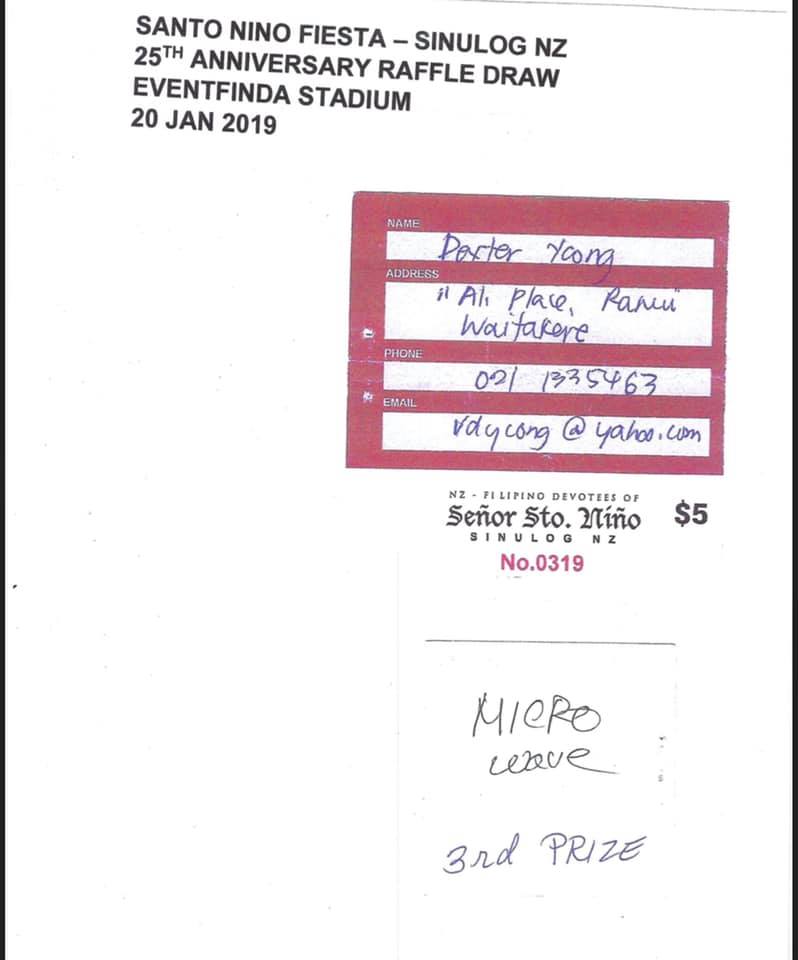 SANTO NINO FIESTA – SINULOG NZ
25TH ANNIVERSARY RAFFLE DRAW
EVENTFINDA STADIUM
20 JAN 2019
NAME
Dexter Ycong
ADDRESS
11 Ali Place, Ranui
Waitakere
PHONE
021 1335463
EMAIL
vdycong @ yahoo.com
NZ - FILIPINO DEVOTEES OF
Señor Sto. Niño
$5
SINULOG NZ
No.0319
MICRO
wave
3rd PRIZE